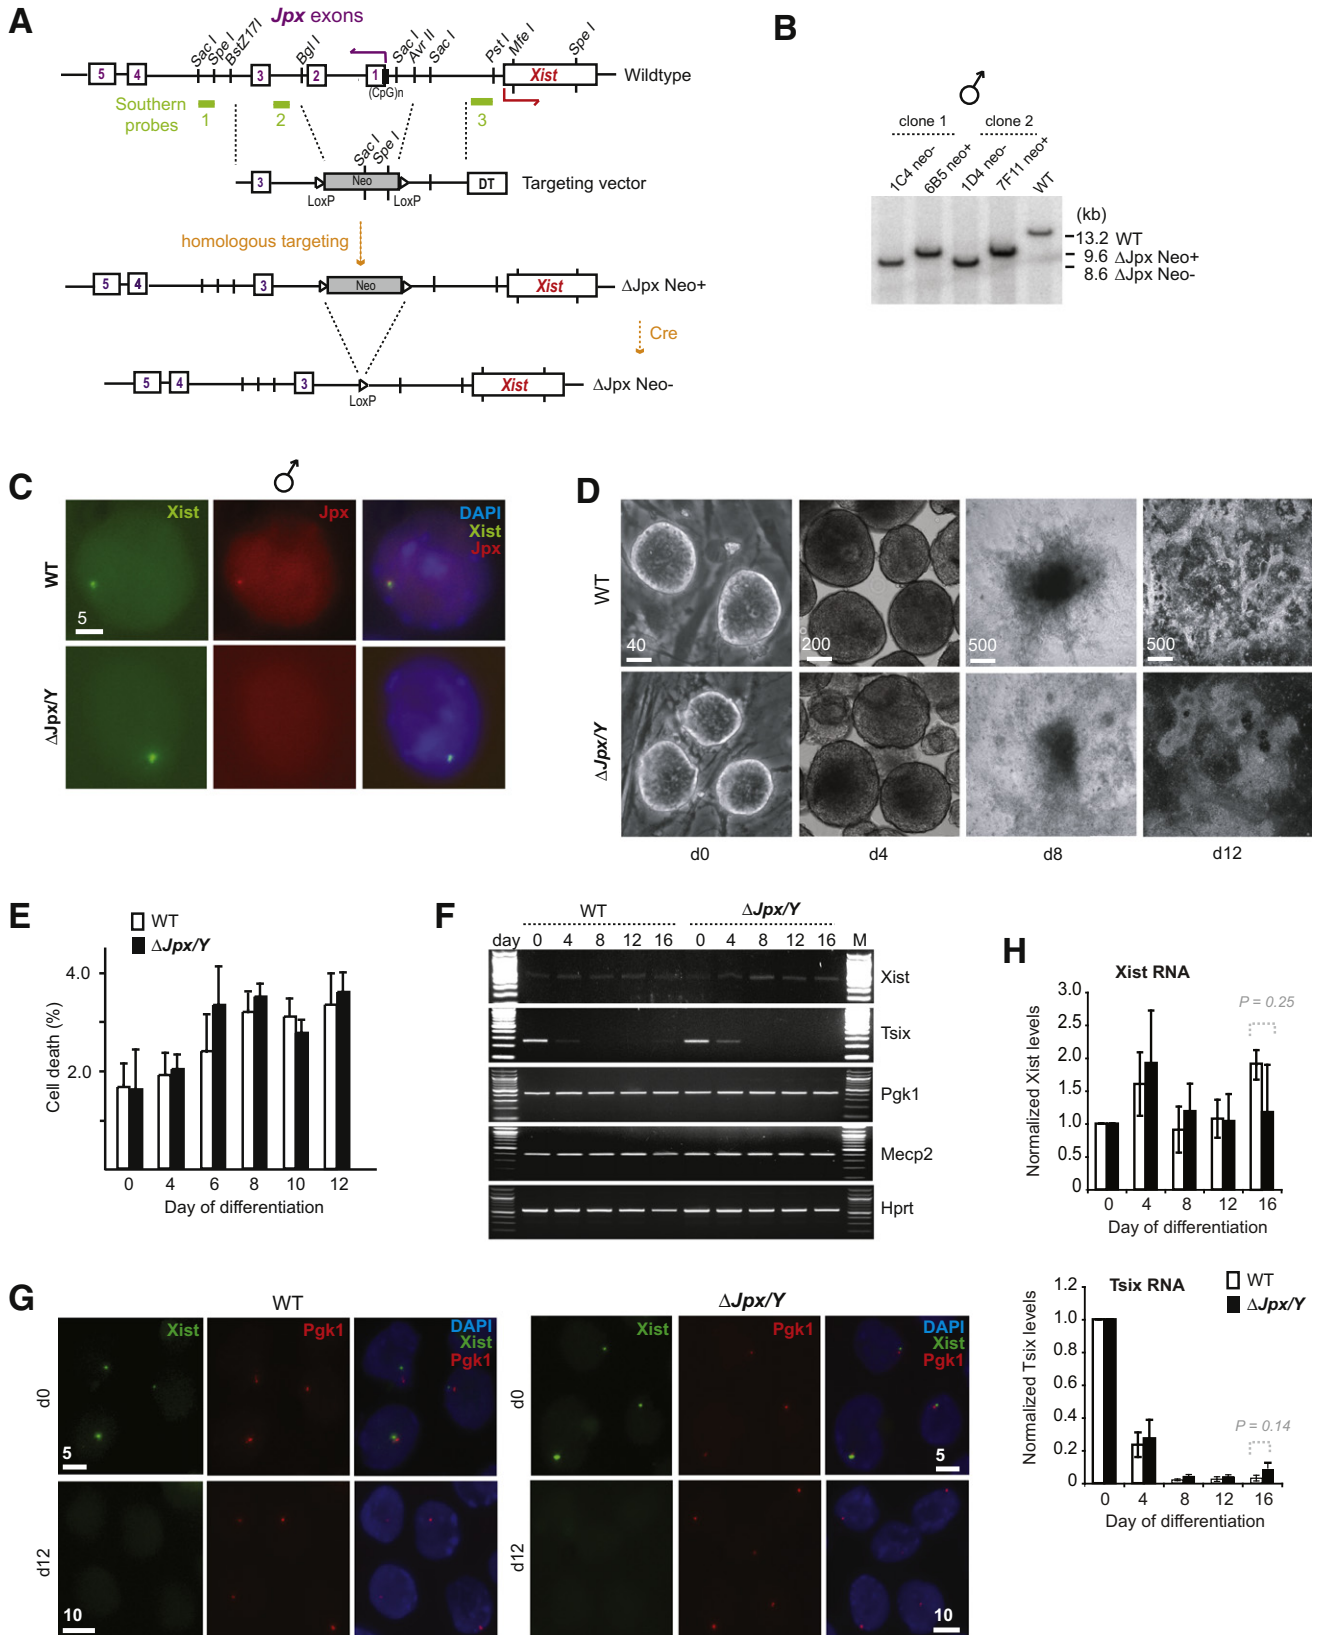 A
Jpx exons
Sac I
Spe I
BstZ17I
Bgl I
Sac I
Avr II
Sac I
Pst I
Mfe I
Spe I
5
4
3
2
1
Xist
Wildtype
(CpG)n
Southern
probes
1
2
3
Sac I
Spe I
3
Neo
DT
Targeting vector
LoxP
LoxP
homologous targeting
5
4
3
Neo
Xist
ΔJpx Neo+
Cre
5
4
3
Xist
ΔJpx Neo-
LoxP
B
♂
clone 1
clone 2
1C4 neo-
6B5 neo+
1D4 neo-
7F11 neo+
WT
(kb)
13.2 WT
9.6 ΔJpx Neo+
8.6 ΔJpx Neo-
C
♂
WT
Xist
Jpx
DAPI
Xist
Jpx
5
ΔJpx/Y
D
WT
40
200
500
500
ΔJpx/Y
d0
d4
d8
d12
E
WT
ΔJpx/Y
Cell death (%)
4.0
2.0
0 4 6 8 10 12
Day of differentiation
F
WT
ΔJpx/Y
day 0 4 8 12 16 0 4 8 12 16 M
Xist
Tsix
Pgk1
Mecp2
Hprt
G
WT
ΔJpx/Y
d0
Xist
Pgk1
DAPI
Xist
Pgk1
5
d0
Xist
Pgk1
DAPI
Xist
Pgk1
5
d12
10
d12
10
H
Xist RNA
Normalized Xist levels
3.0
2.5
2.0
1.5
1.0
0.5
0
P = 0.25
0 4 8 12 16
Day of differentiation
Tsix RNA
WT
ΔJpx/Y
Normalized Tsix levels
1.2
1.0
0.8
0.6
0.4
0.2
0
P = 0.14
0 4 8 12 16
Day of differentiation